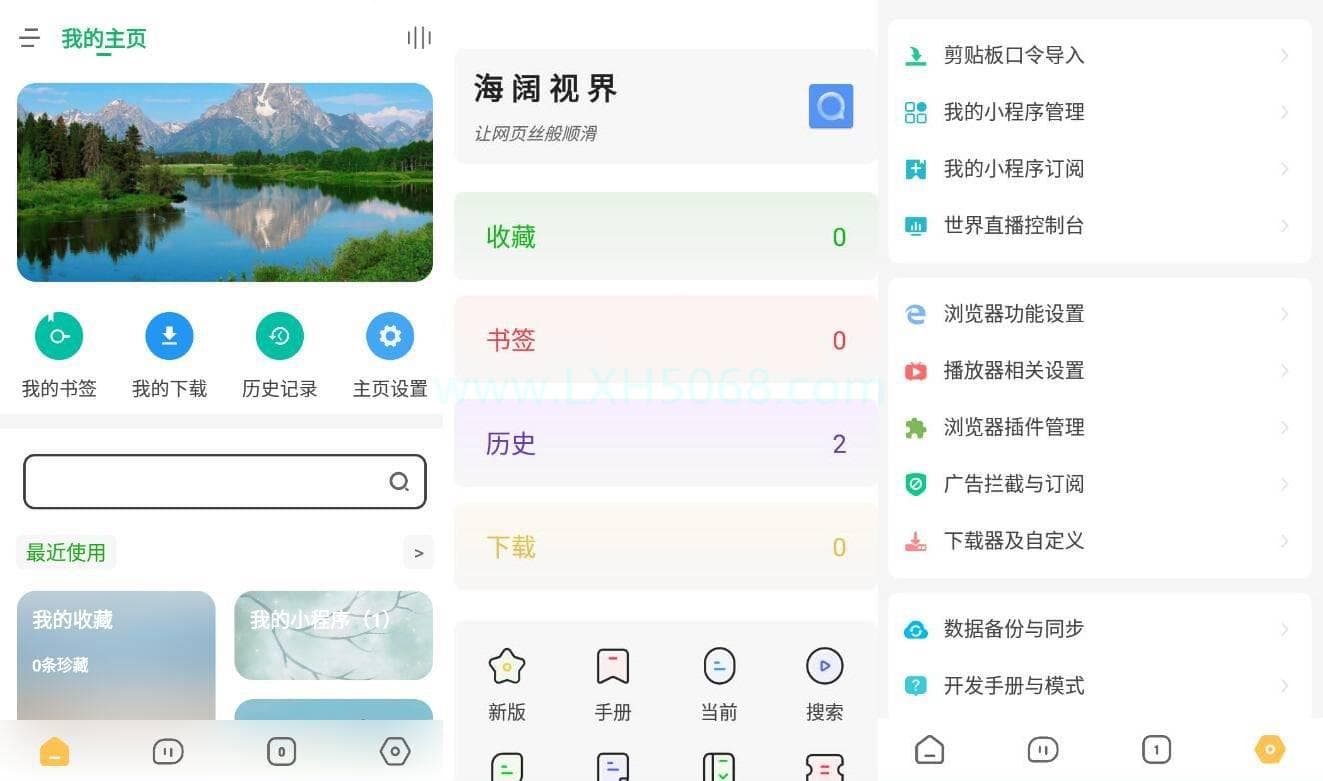 我的主页
我的书签
我的下载
历史记录
主页设置
最近使用
>
我的收藏
0条珍藏
我的小程序（1）
0
海阔视界
让网页丝般顺滑
收藏
0
书签
0
历史
2
下载
0
新版
手册
当前
搜索
剪贴板口令导入
我的小程序管理
我的小程序订阅
世界直播控制台
浏览器功能设置
播放器相关设置
浏览器插件管理
广告拦截与订阅
下载器及自定义
数据备份与同步
开发手册与模式
1
www.LXH5068.com